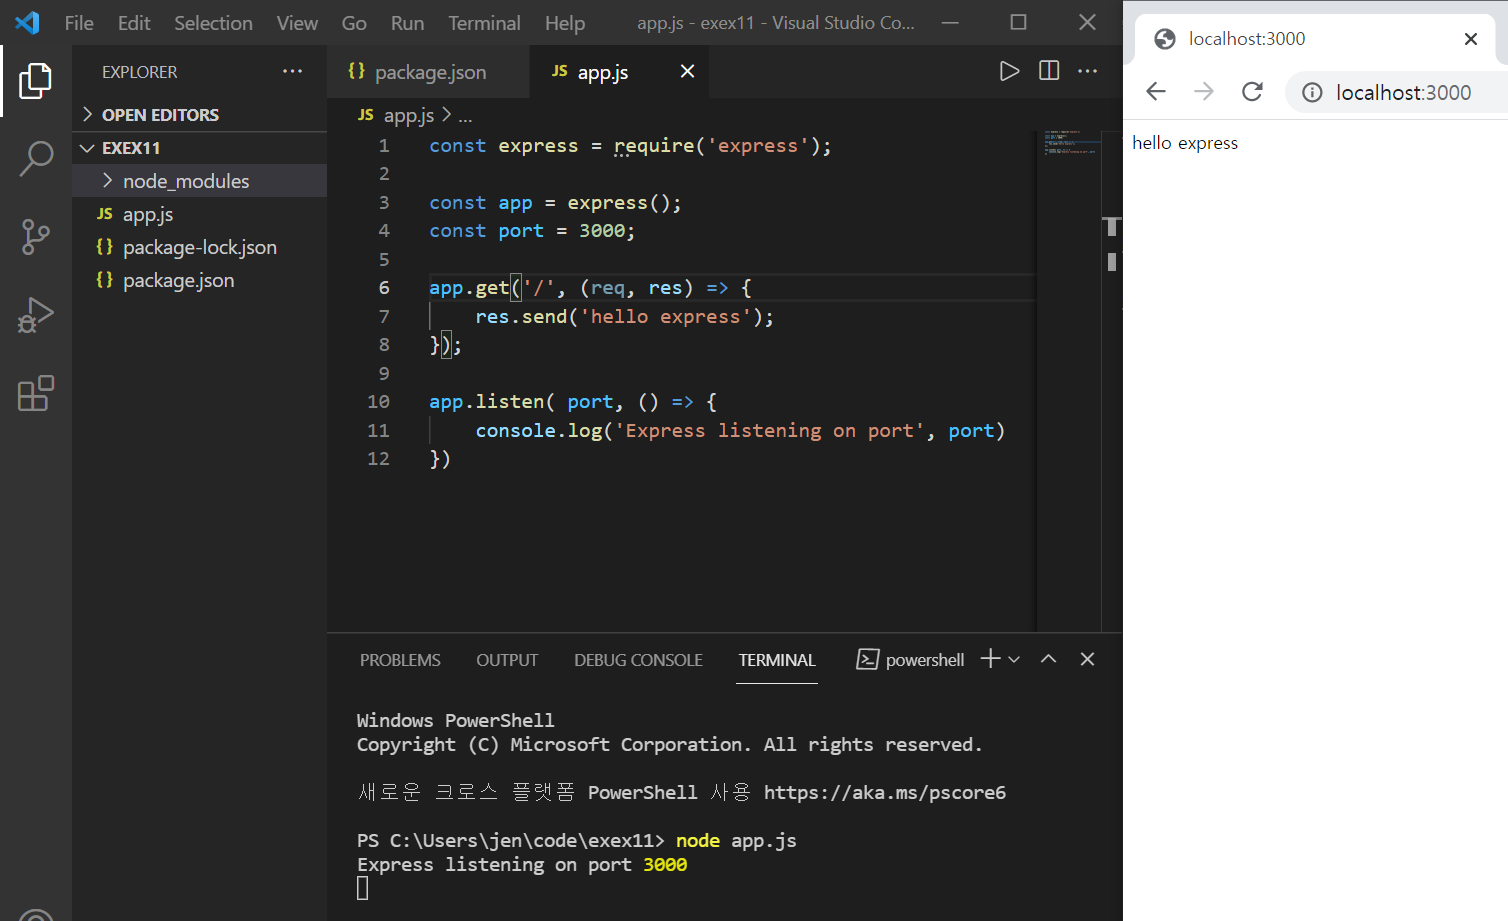 File Edit Selection View Go Run Terminal Help app.js - exex11 - Visual Studio Co...
EXPLORER
OPEN EDITORS
EXEX11
node_modules
JS app.js
{} package-lock.json
{} package.json
{} package.json
JS app.js
JS app.js > ...
1 const express = require('express');
2
3 const app = express();
4 const port = 3000;
5
6 app.get('/', (req, res) => {
7 res.send('hello express');
8 });
9
10 app.listen( port, () => {
11 console.log('Express listening on port', port)
12 })
PROBLEMS OUTPUT DEBUG CONSOLE TERMINAL powershell
Windows PowerShell
Copyright (C) Microsoft Corporation. All rights reserved.
새로운 크로스 플랫폼 PowerShell 사용 https://aka.ms/pscore6
PS C:\Users\jen\code\exex11> node app.js
Express listening on port 3000
localhost:3000
localhost:3000
hello express